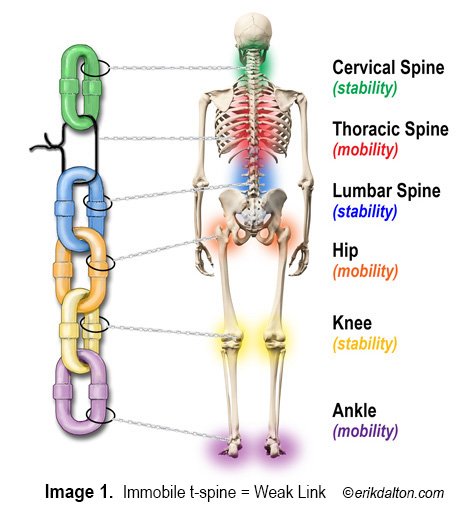 Cervical Spine
(stability)
Thoracic Spine
(mobility)
Lumbar Spine
(stability)
Hip
(mobility)
Knee
(stability)
Ankle
(mobility)
Image 1. Immobile t-spine = Weak Link ©erikdalton.com